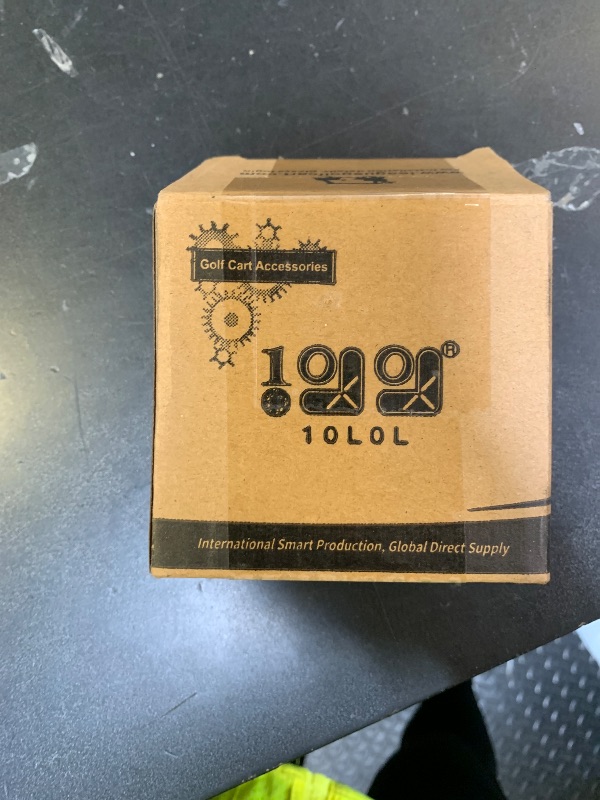 Golf Cart Accessories
10L0L
International Smart Production, Global Direct Supply